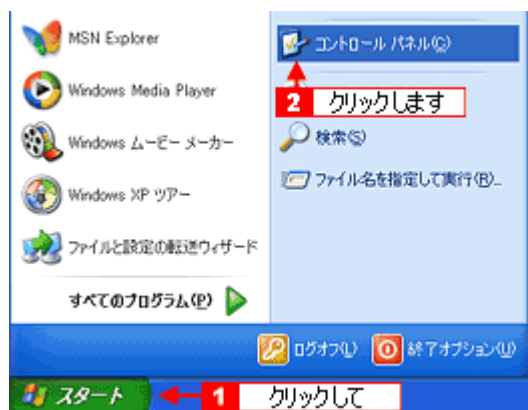 MSN Explorer
Windows Media Player
Windows ムービー メーカー
Windows XP ツアー
ファイルと設定の転送ウィザード
すべてのプログラム(P)
コントロール パネル(C)
2 クリックします
検索(S)
ファイル名を指定して実行(R)...
ログオフ(L)
終了オプション(U)
スタート
1 クリックして